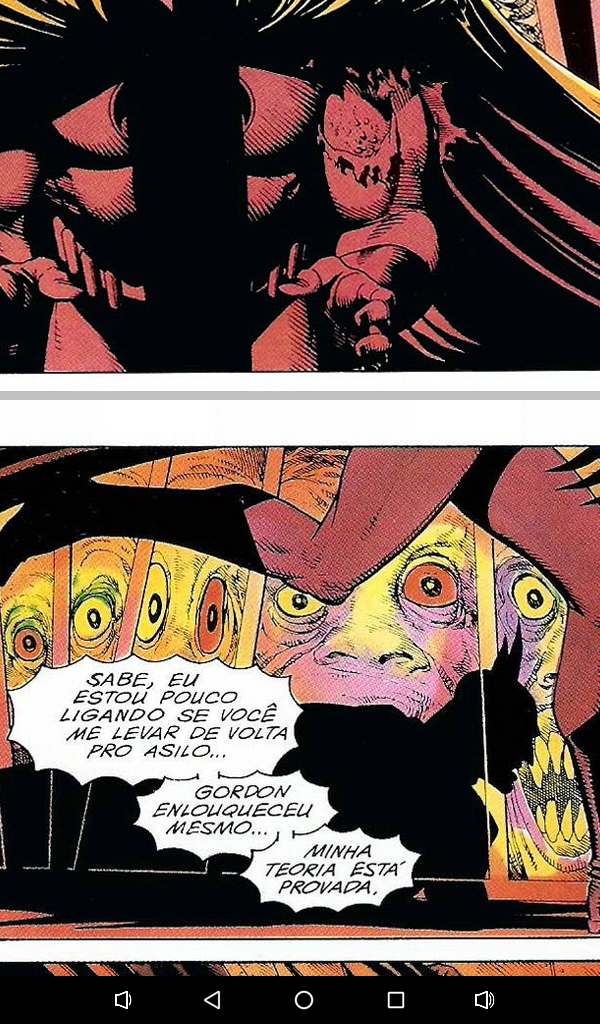 SABE, EU
ESTOU POUCO
LIGANDO SE VOCÊ
ME LEVAR DE VOLTA
PRO ASILO...
GORDON
ENLOUQUECEU
MESMO...
MINHA
TEORIA ESTÁ
PROVADA.